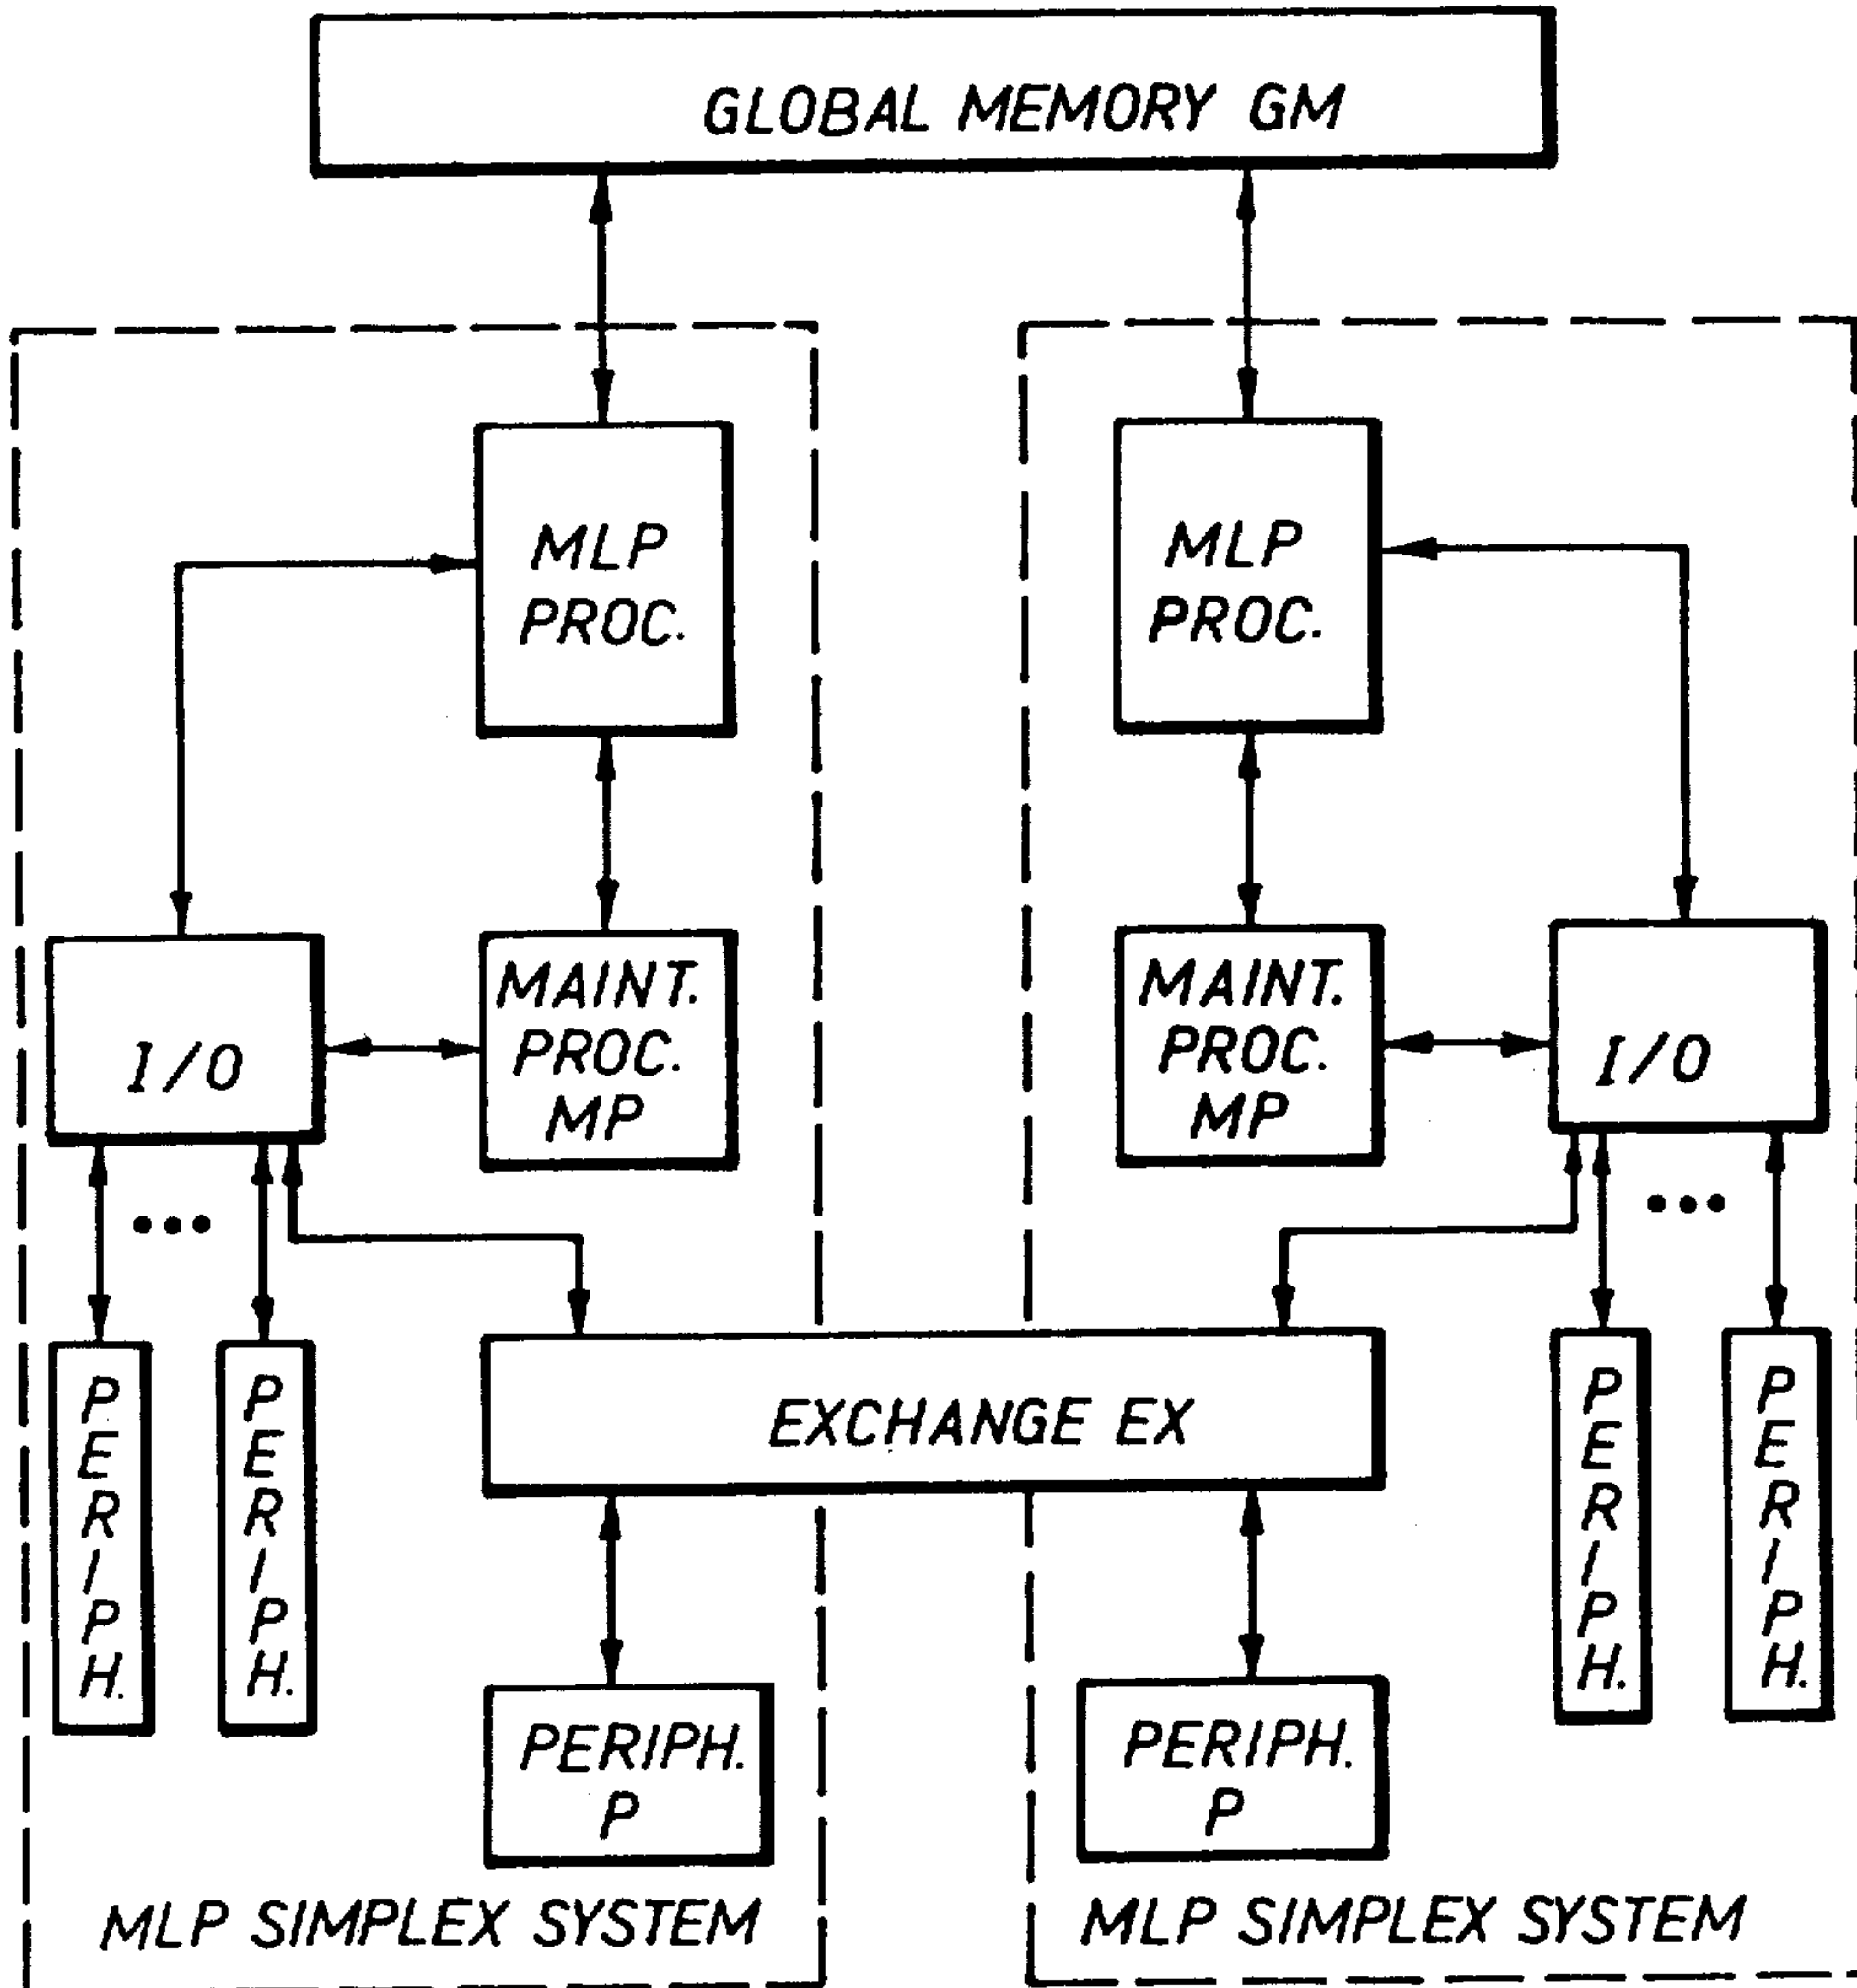 GLOBAL MEMORY GM
MLP
PROC.
MLP
PROC.
I/O
MAINT.
PROC.
MP
MAINT.
PROC.
MP
I/O
PERIPH.
PERIPH.
EXCHANGE EX
PERIPH.
PERIPH.
PERIPH.
P
PERIPH.
P
MLP SIMPLEX SYSTEM
MLP SIMPLEX SYSTEM